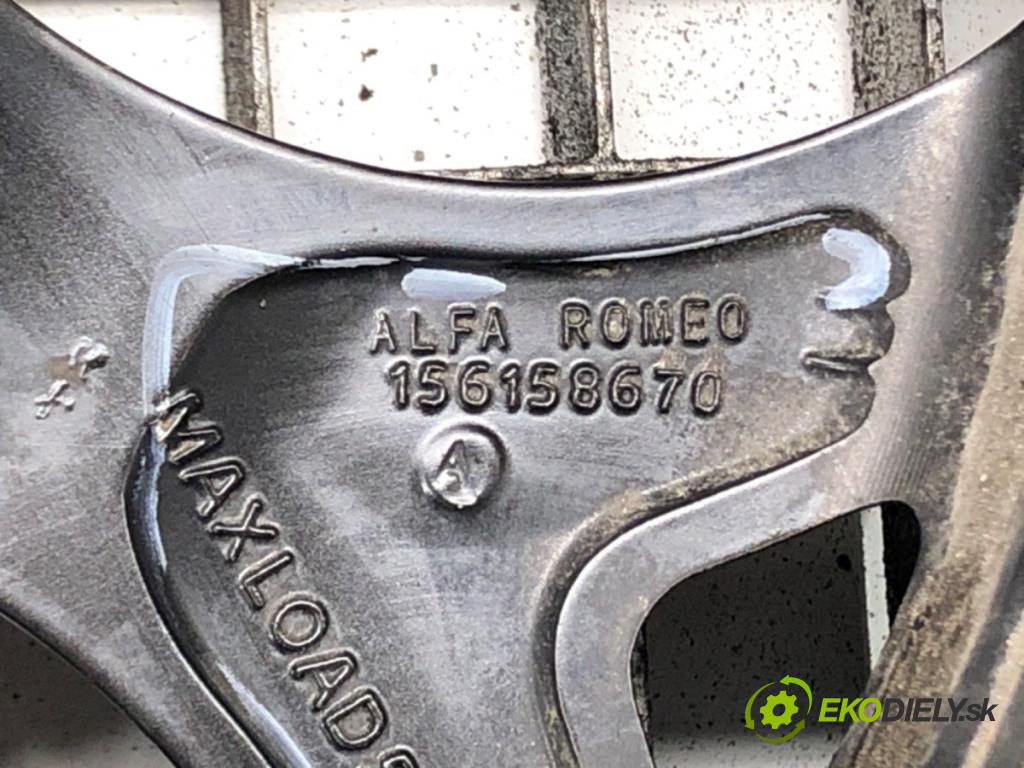 ALFA ROMEO
156158670
A
MAXLOAD
EKODIELY.sk